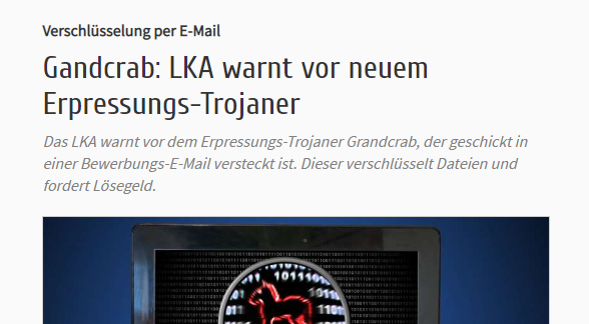 Verschlüsselung per E-Mail
Gandcrab: LKA warnt vor neuem
Erpressungs-Trojaner
Das LKA warnt vor dem Erpressungs-Trojaner Grandcrab, der geschickt in
einer Bewerbungs-E-Mail versteckt ist. Dieser verschlüsselt Dateien und
fordert Lösegeld.